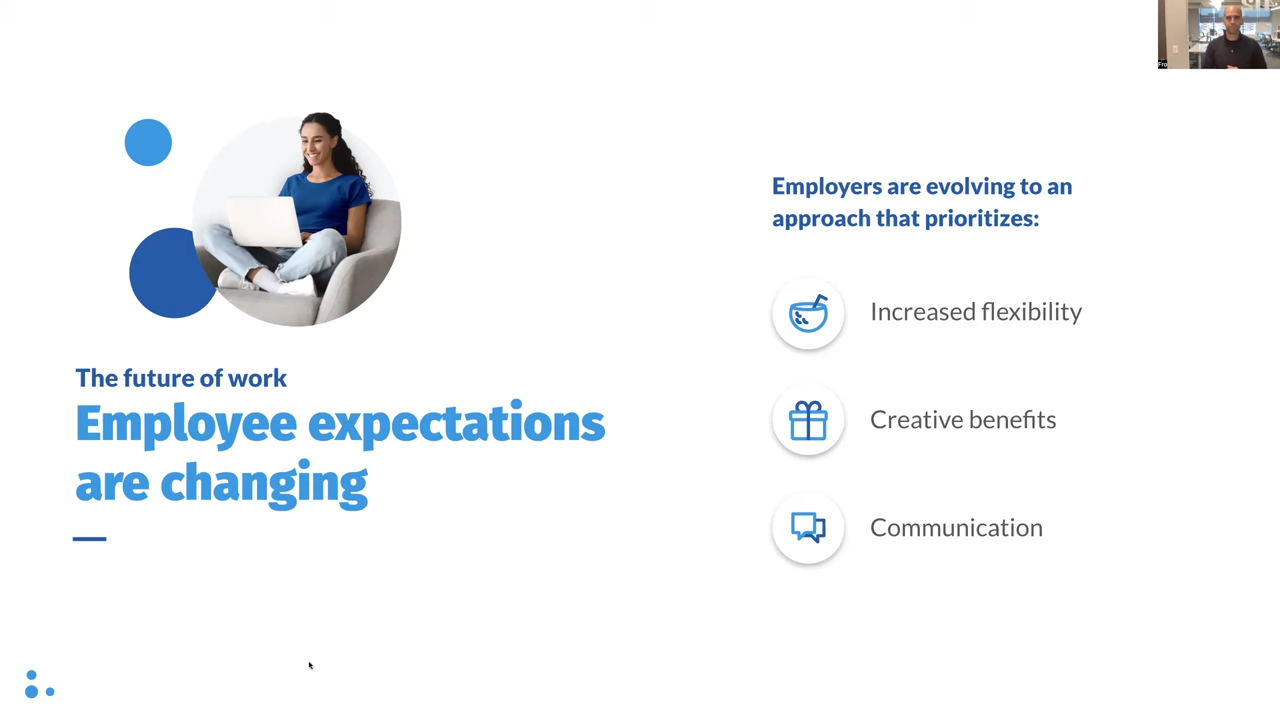 The future of work
Employee expectations
are changing
Employers are evolving to an
approach that prioritizes:
Increased flexibility
Creative benefits
Communication